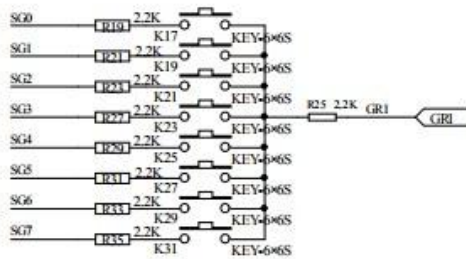 SG0 R19 2.2K K17 KEY-6×6S
SG1 R21 2.2K K19 KEY-6×6S
SG2 R23 2.2K K21 KEY-6×6S
SG3 R27 2.2K K23 KEY-6×6S R25 2.2K GR1 GRI
SG4 R29 2.2K K25 KEY-6×6S
SG5 R31 2.2K K27 KEY-6×6S
SG6 R33 2.2K K29 KEY-6×6S
SG7 R35 2.2K K31 KEY-6×6S